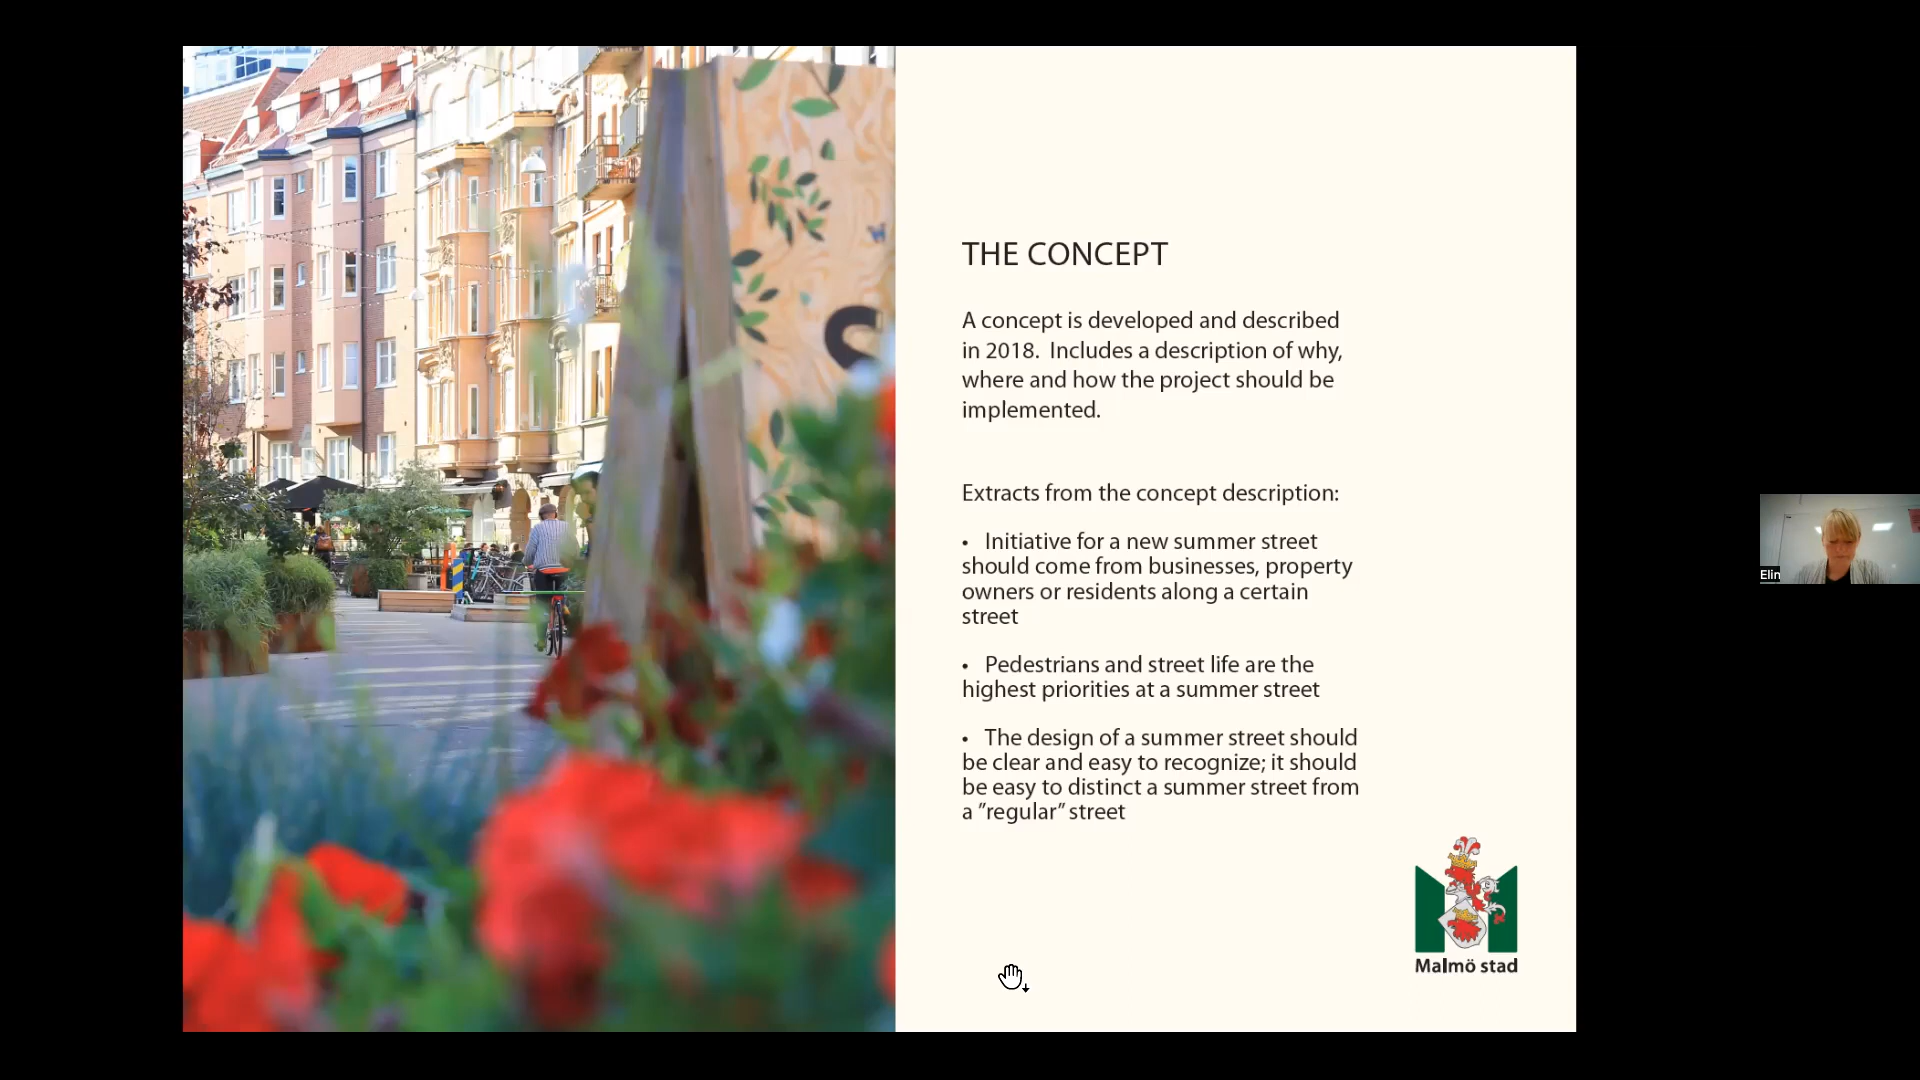 THE CONCEPT
A concept is developed and described
in 2018.  Includes a description of why,
where and how the project should be
implemented.
Extracts from the concept description:
•   Initiative for a new summer street
should come from businesses, property
owners or residents along a certain
street
•   Pedestrians and street life are the
highest priorities at a summer street
•   The design of a summer street should
be clear and easy to recognize; it should
be easy to distinct a summer street from
a ”regular” street
Malmö stad
Elin